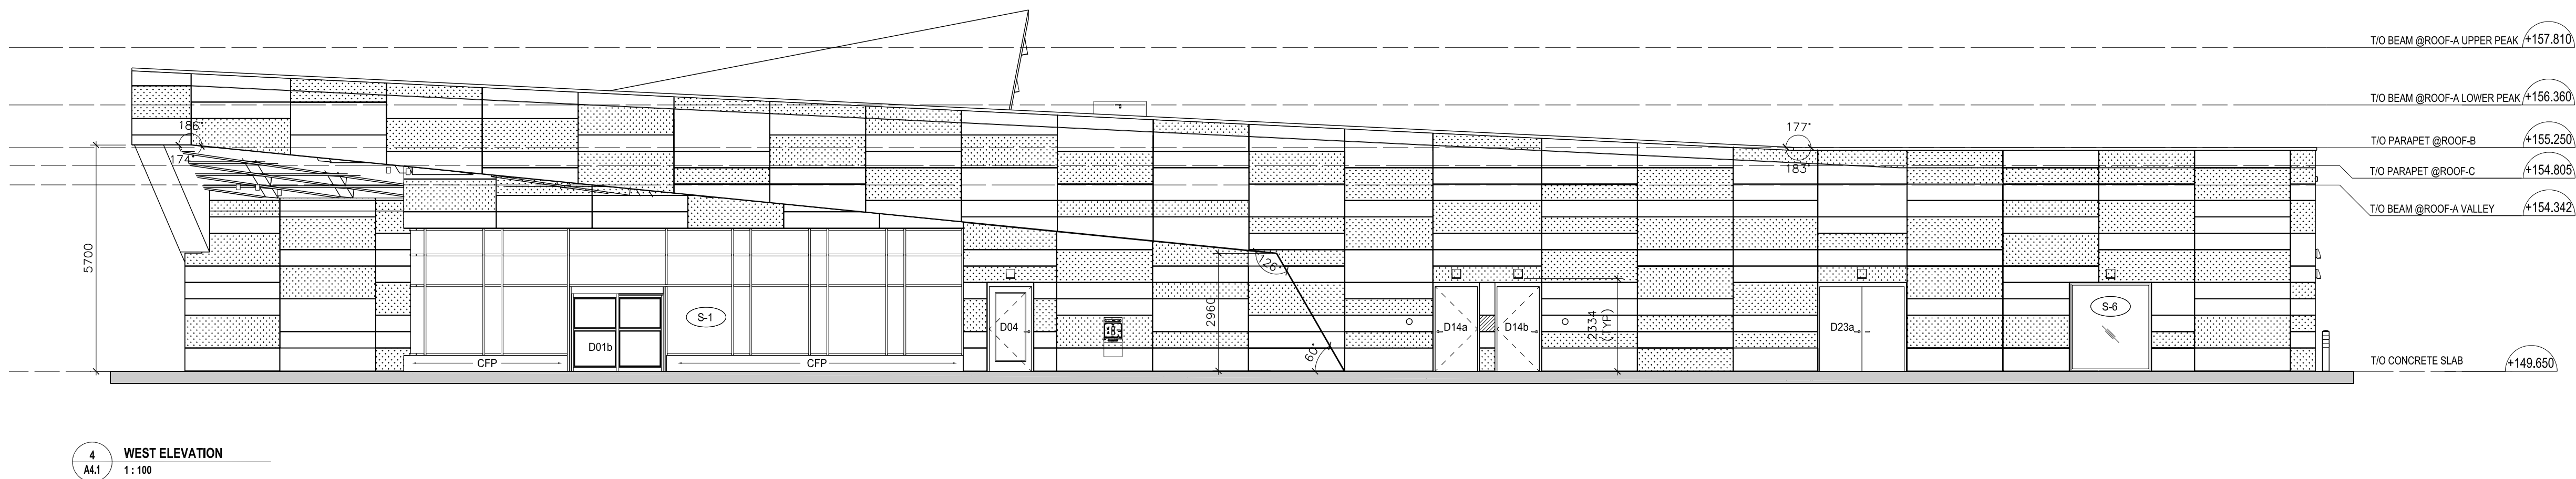 T/O BEAM @ROOF-A UPPER PEAK +157.810
T/O BEAM @ROOF-A LOWER PEAK +156.360
186°
177°
T/O PARAPET @ROOF-B +155.250
174°
183°
T/O PARAPET @ROOF-C +154.805
T/O BEAM @ROOF-A VALLEY +154.342
5700
126°
2960
S-1
S-6
D04
D14a
D14b
2334
(TYP)
D23a
D01b
60°
CFP
CFP
T/O CONCRETE SLAB +149.650
4
WEST ELEVATION
A4.1
1 : 100